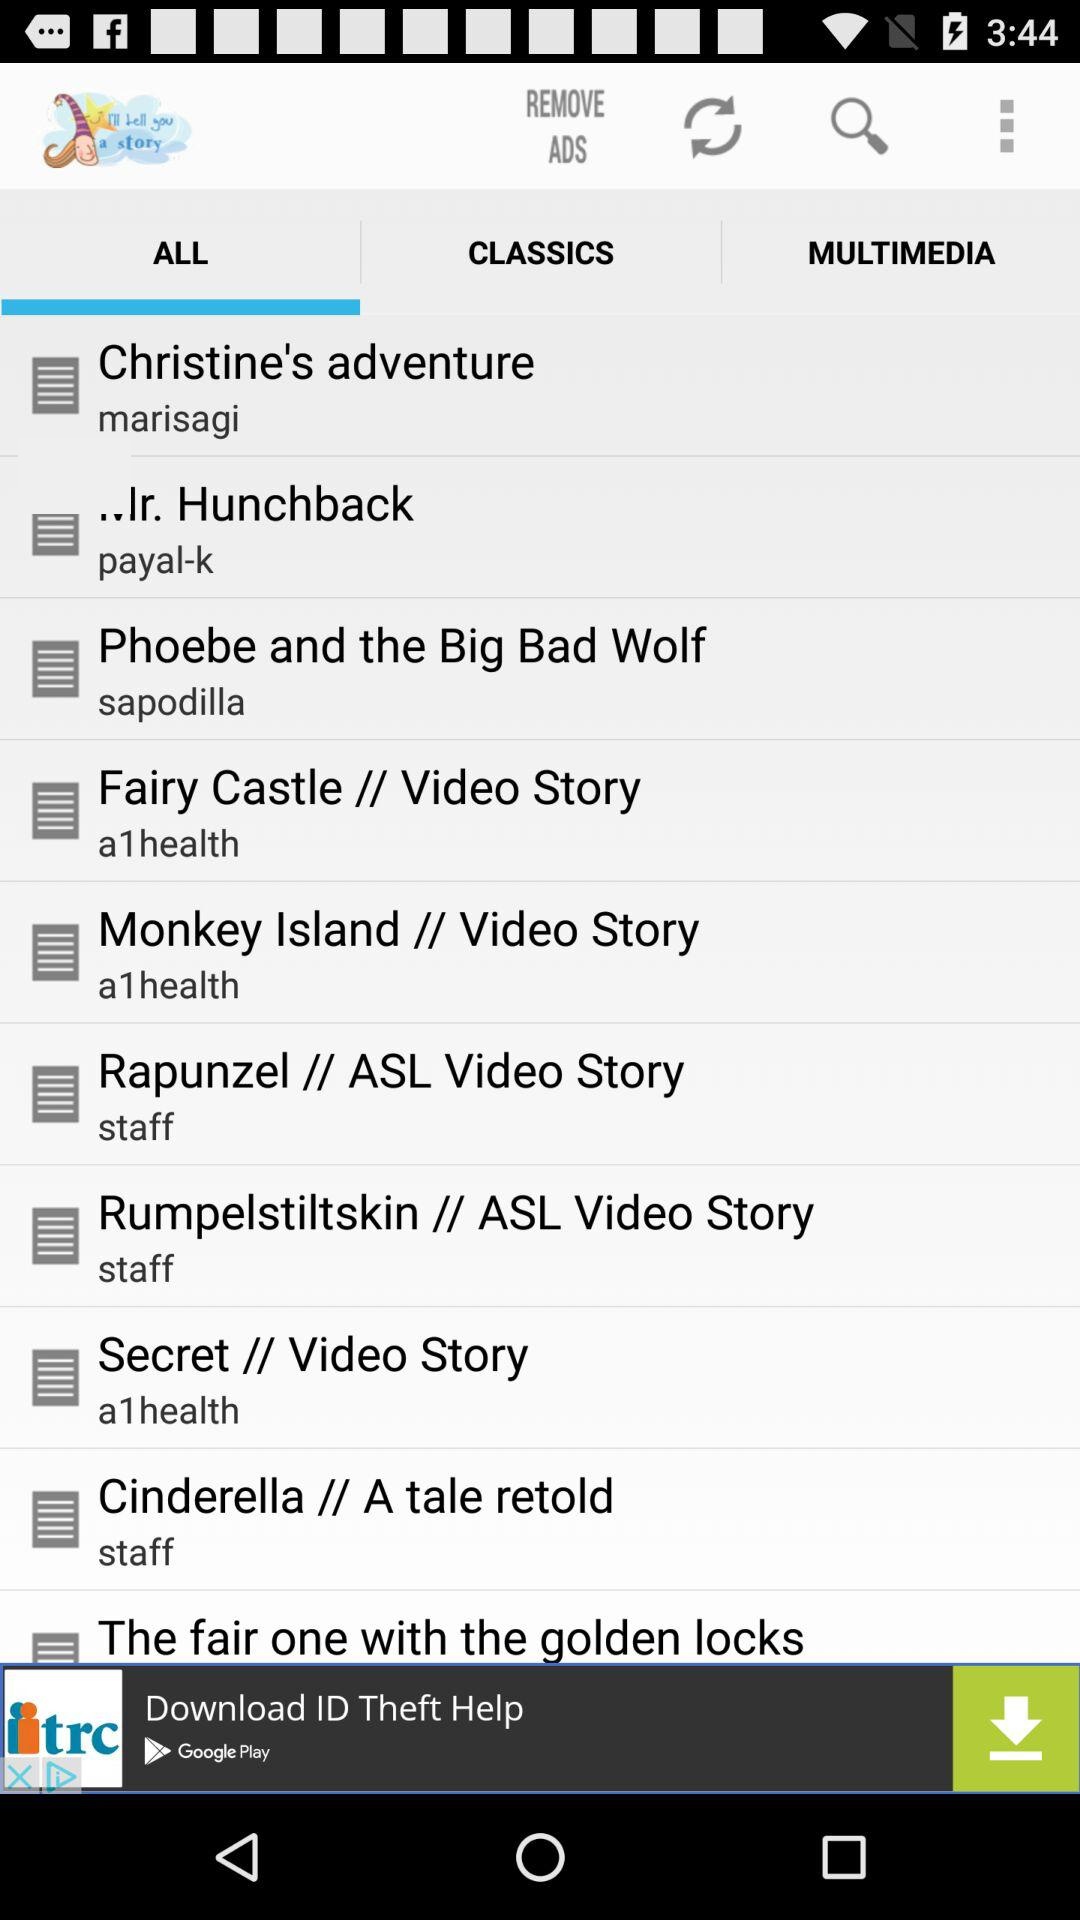 3:44
I'll tell you
a story
REMOVE
ADS
ALL CLASSICS MULTIMEDIA
Christine's adventure
marisagi
Hunchback
payal-k
Phoebe and the Big Bad Wolf
sapodilla
Fairy Castle // Video Story
a1health
Monkey Island // Video Story
a1health
Rapunzel // ASL Video Story
staff
Rumpelstiltskin // ASL Video Story
staff
Secret // Video Story
a1health
Cinderella // A tale retold
staff
The fair one with the golden locks
itrc
Download ID Theft Help
Google Play